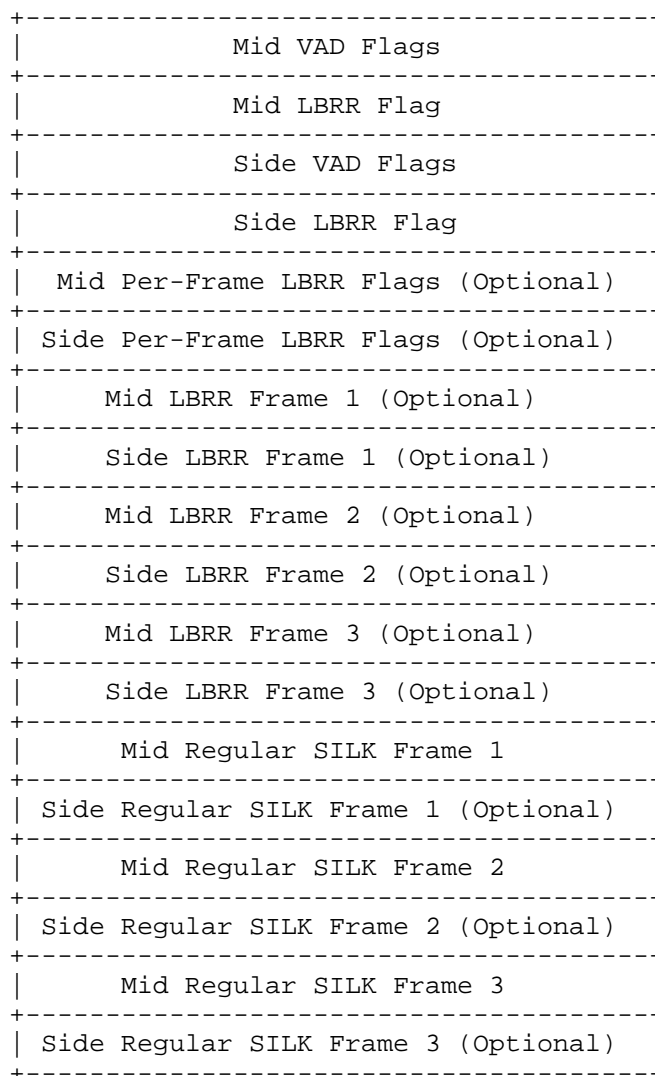 +---------------------------------------
| Mid VAD Flags
+---------------------------------------
| Mid LBRR Flag
+---------------------------------------
| Side VAD Flags
+---------------------------------------
| Side LBRR Flag
+---------------------------------------
| Mid Per-Frame LBRR Flags (Optional)
+---------------------------------------
| Side Per-Frame LBRR Flags (Optional)
+---------------------------------------
| Mid LBRR Frame 1 (Optional)
+---------------------------------------
| Side LBRR Frame 1 (Optional)
+---------------------------------------
| Mid LBRR Frame 2 (Optional)
+---------------------------------------
| Side LBRR Frame 2 (Optional)
+---------------------------------------
| Mid LBRR Frame 3 (Optional)
+---------------------------------------
| Side LBRR Frame 3 (Optional)
+---------------------------------------
| Mid Regular SILK Frame 1
+---------------------------------------
| Side Regular SILK Frame 1 (Optional)
+---------------------------------------
| Mid Regular SILK Frame 2
+---------------------------------------
| Side Regular SILK Frame 2 (Optional)
+---------------------------------------
| Mid Regular SILK Frame 3
+---------------------------------------
| Side Regular SILK Frame 3 (Optional)
+---------------------------------------